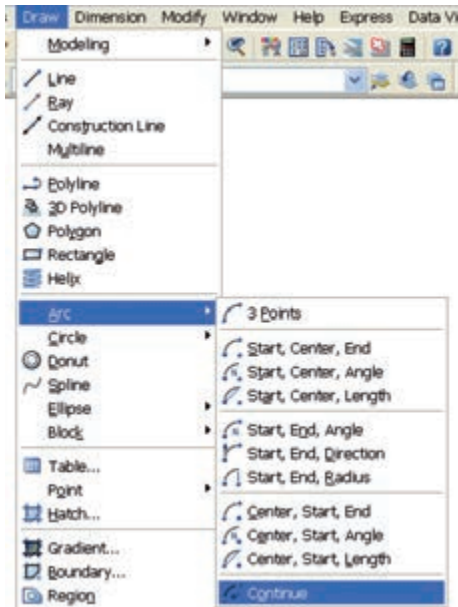 Draw Dimension Modify Window Help Express Data Vi
Modeling
Line
Ray
Construction Line
Multiline
Polyline
3D Polyline
Polygon
Rectangle
Helix
Arc
Circle
Donut
Spline
Ellipse
Block
Table...
Point
Hatch...
Gradient...
Boundary...
Region
3 Points
Start, Center, End
Start, Center, Angle
Start, Center, Length
Start, End, Angle
Start, End, Direction
Start, End, Radius
Center, Start, End
Center, Start, Angle
Center, Start, Length
Continue